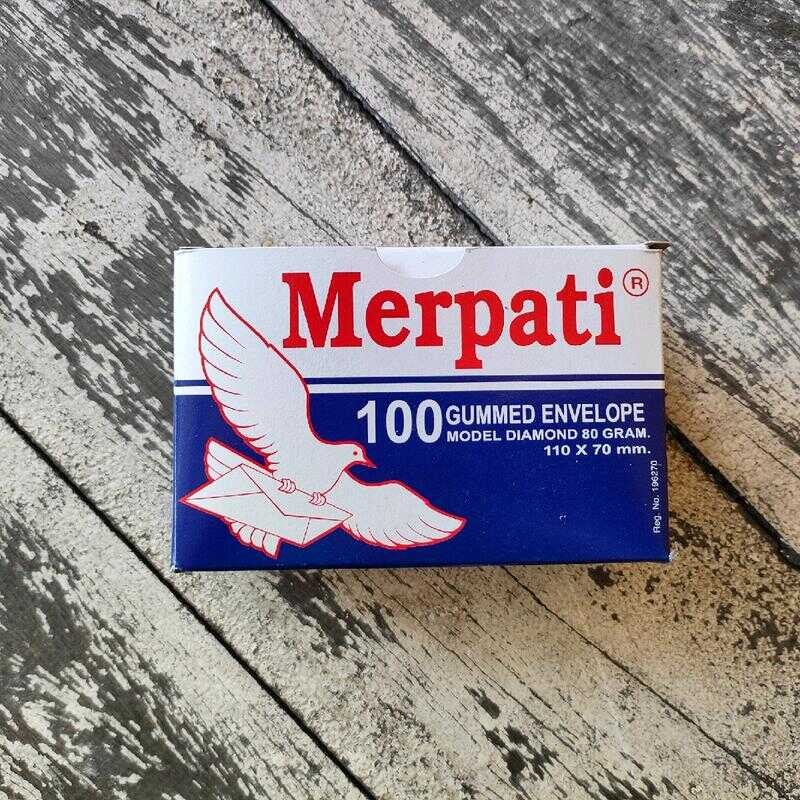 Merpati®
100 GUMMED ENVELOPE
MODEL DIAMOND 80 GRAM.
110 X 70 mm.
Reg. No. 196270